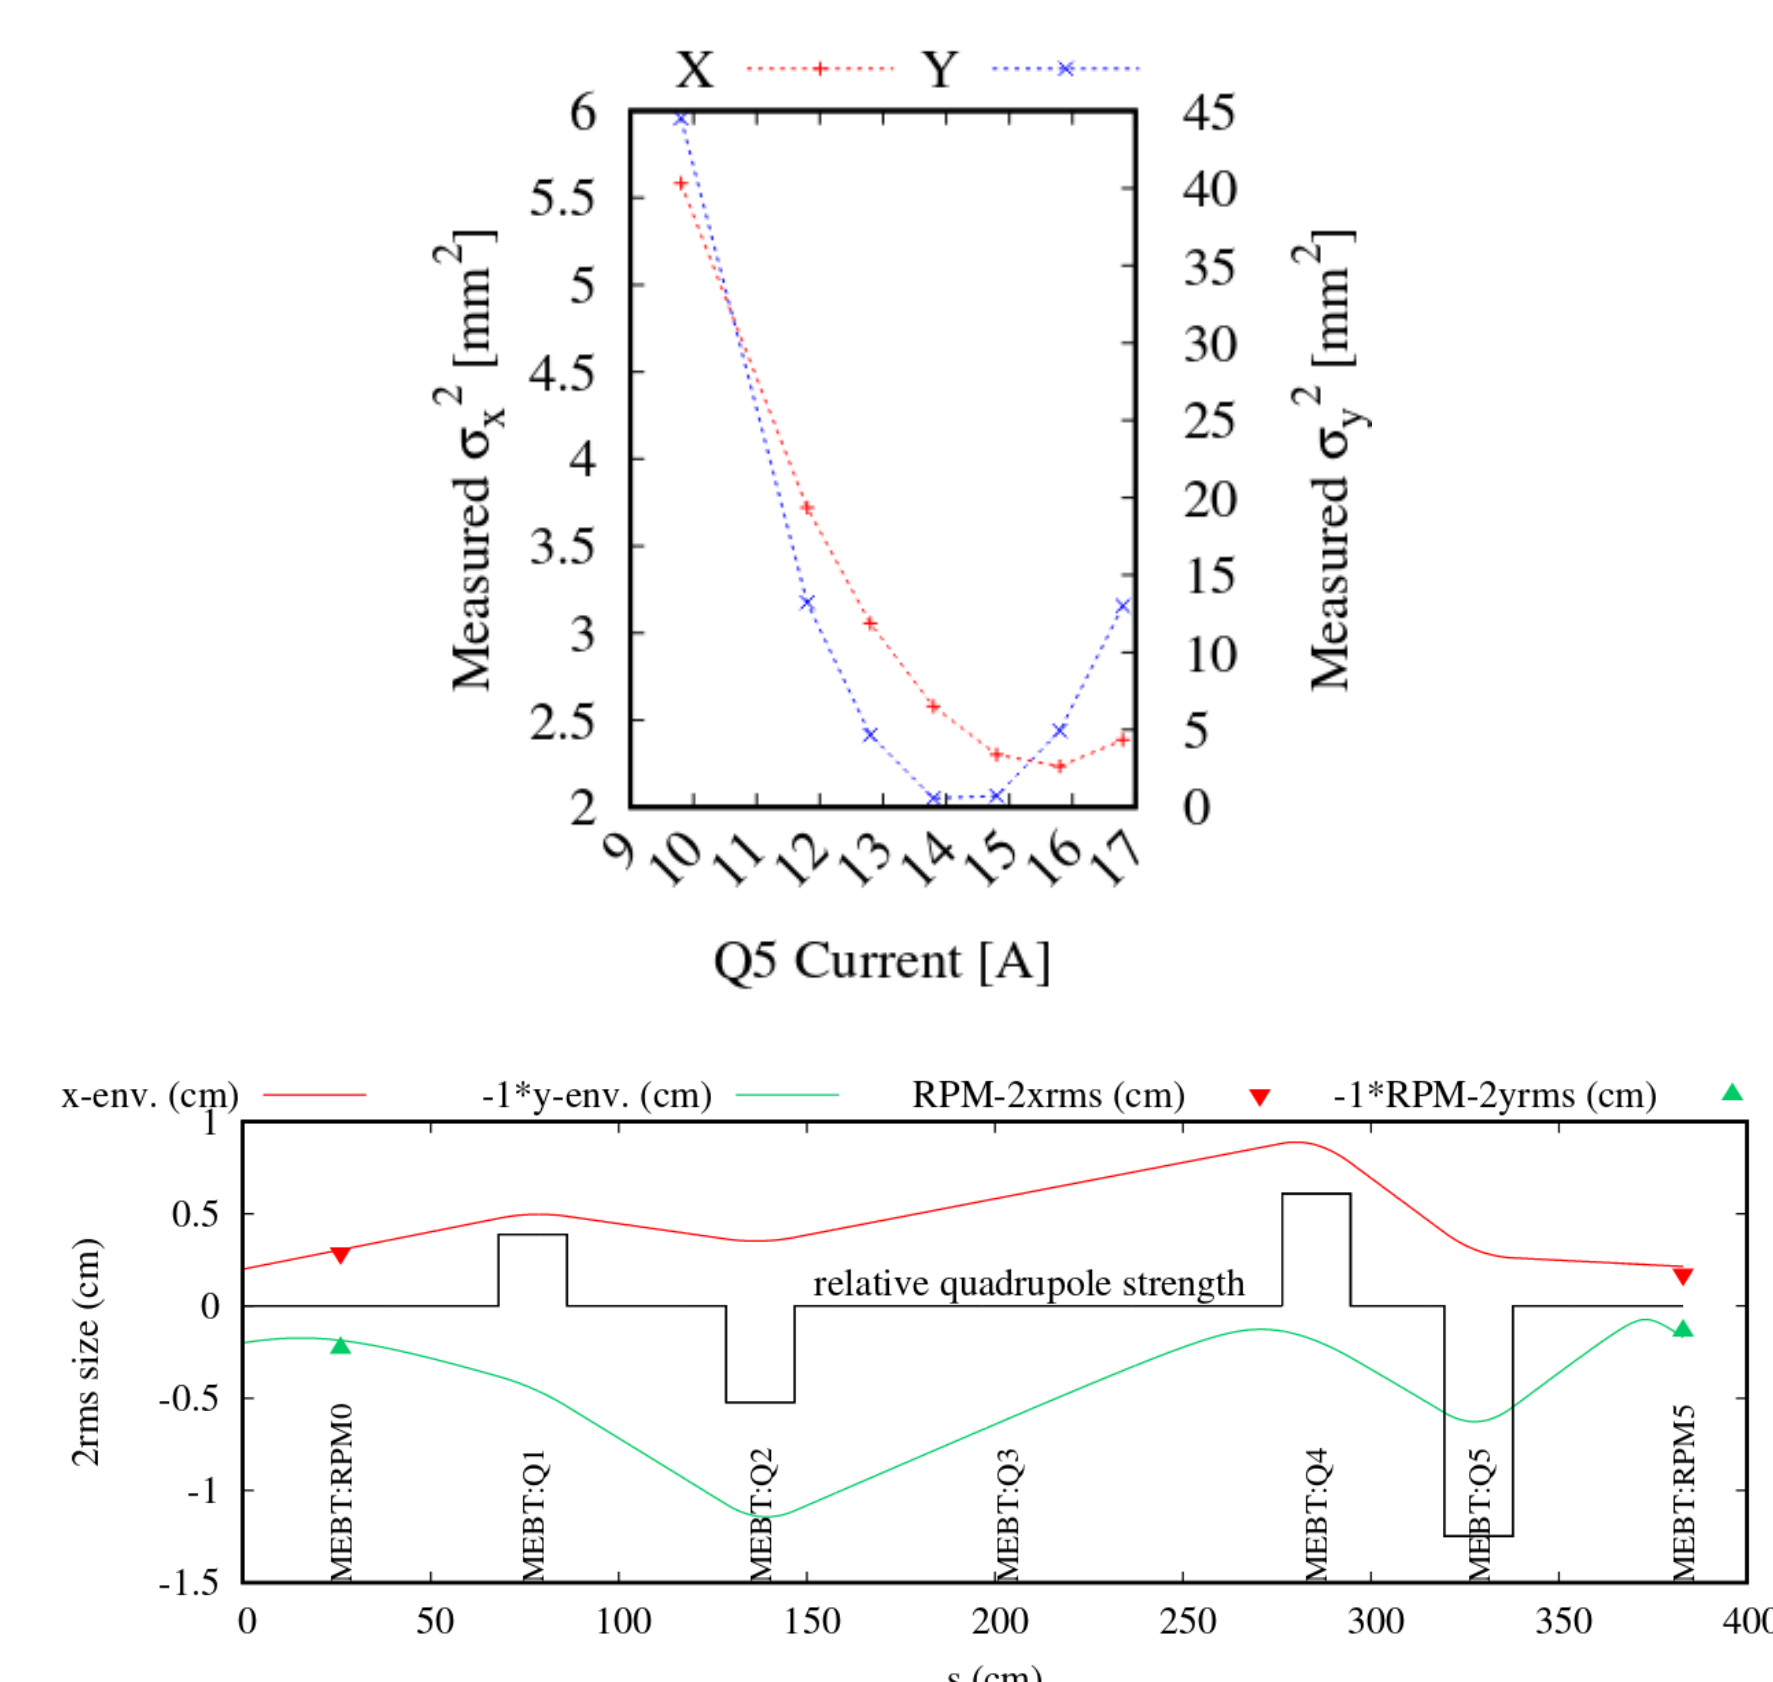 X Y
6
5.5
5
4.5
4
3.5
3
2.5
2
45
40
35
30
25
20
15
10
5
0
Measured σx2 [mm2]
Measured σy2 [mm2]
9 10 11 12 13 14 15 16 17
Q5 Current [A]
x-env. (cm) -1*y-env. (cm) RPM-2xrms (cm) -1*RPM-2yrms (cm)
1
0.5
0
-0.5
-1
-1.5
2rms size (cm)
relative quadrupole strength
MEBT:RPM0
MEBT:Q1
MEBT:Q2
MEBT:Q3
MEBT:Q4
MEBT:Q5
MEBT:RPM5
0 50 100 150 200 250 300 350 400
s (cm)